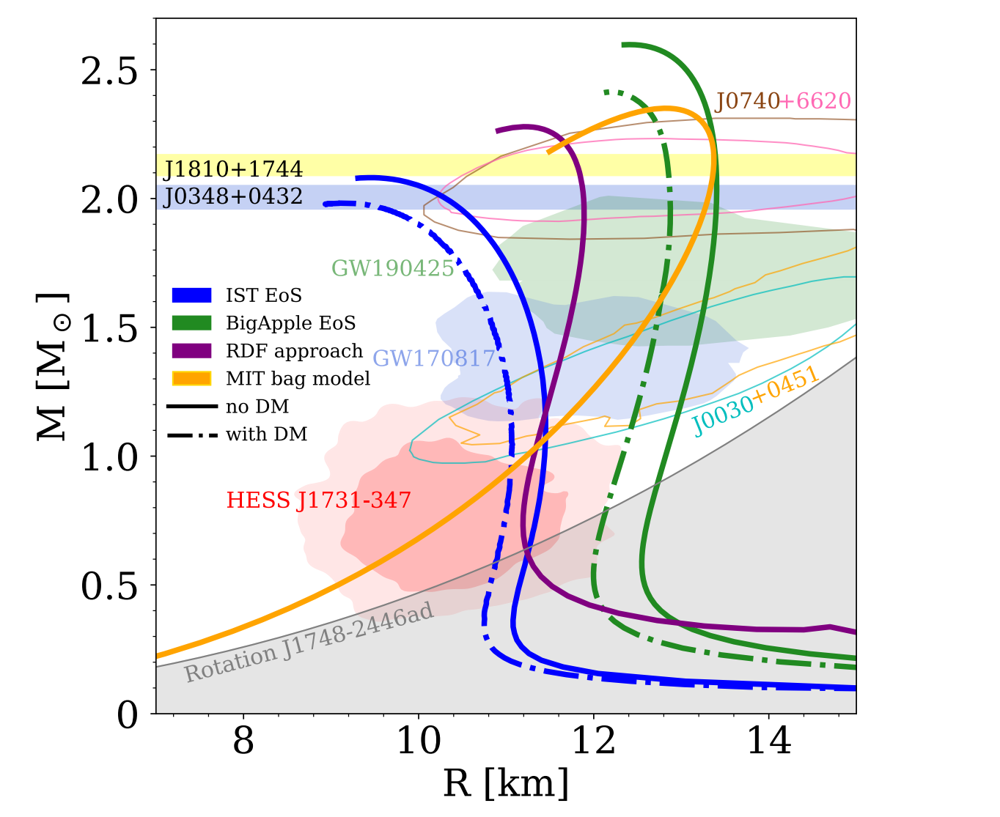 2.5
J0740+6620
J1810+1744
2.0
J0348+0432
GW190425
M [M⊙]
IST EoS
1.5
BigApple EoS
RDF approach
GW170817
MIT bag model
J0030+0451
no DM
with DM
1.0
HESS J1731-347
0.5
Rotation J1748-2446ad
0
8 10 12 14
R [km]